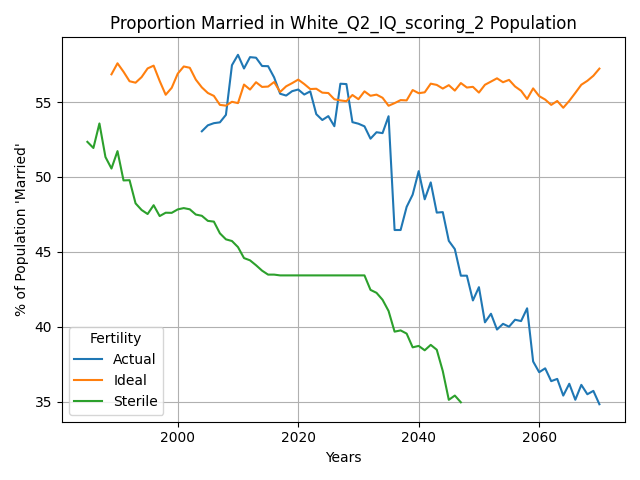 Proportion Married in White_Q2_IQ_scoring_2 Population
% of Population 'Married'
55
50
45
40
35
Fertility
Actual
Ideal
Sterile
2000 2020 2040 2060
Years